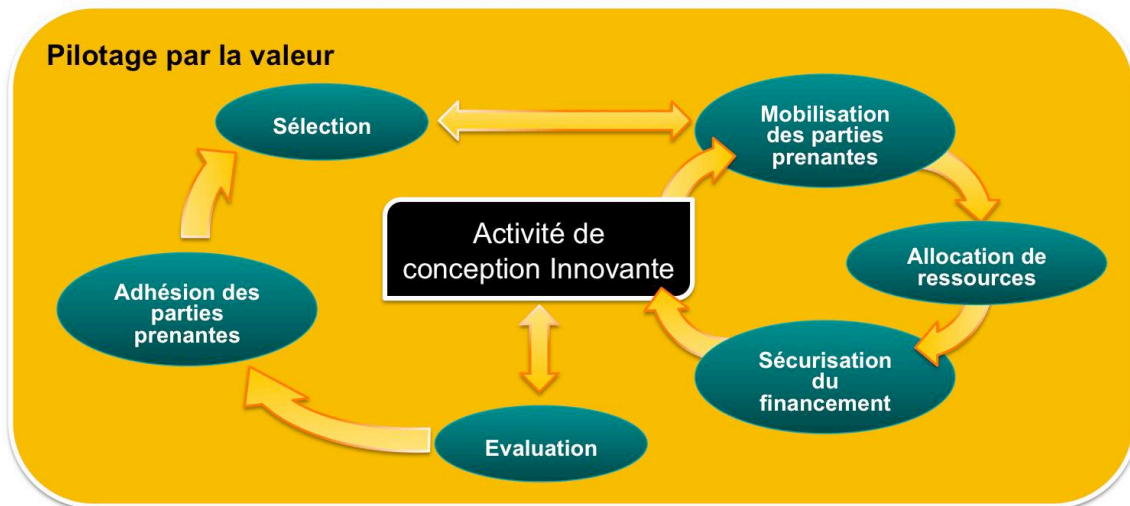 Pilotage par la valeur
Sélection
Mobilisation
des parties
prenantes
Activité de
conception Innovante
Allocation de
ressources
Adhésion des
parties
prenantes
Sécurisation
du
financement
Evaluation